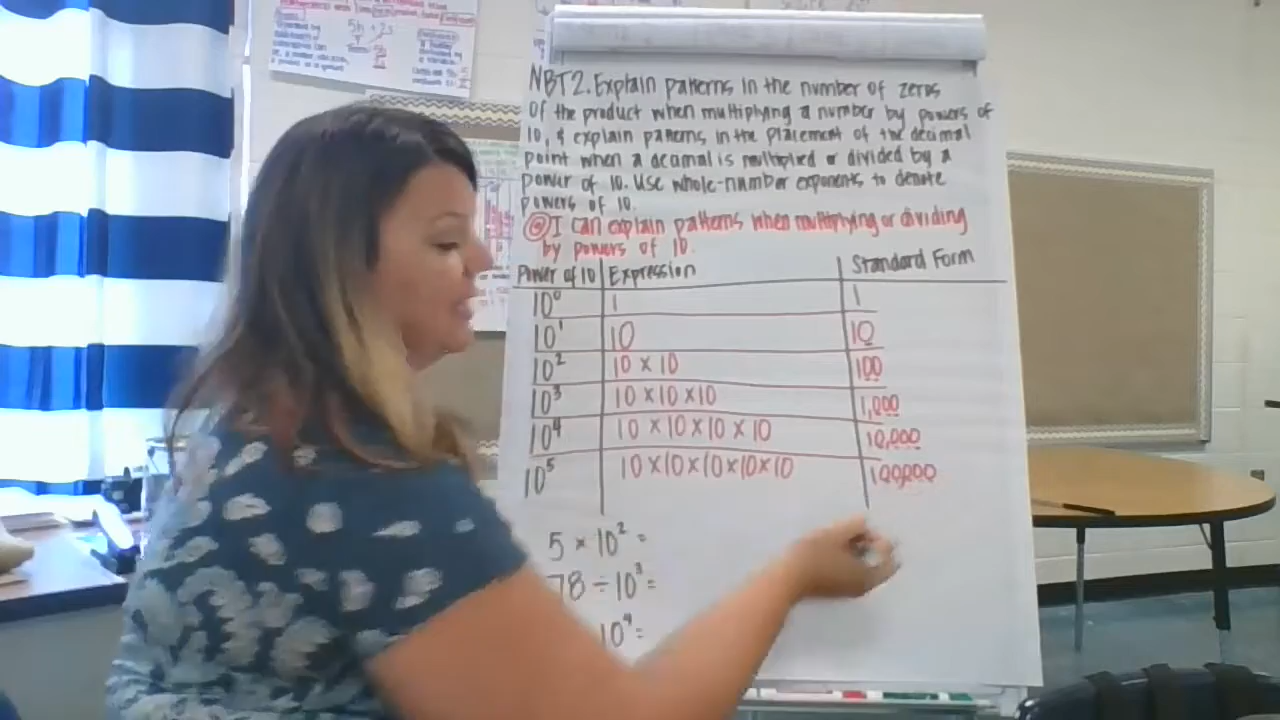 NBT2. Explain patterns in the number of zeros
of the product when multiplying a number by powers of
10, & explain patterns in the placement of the decimal
point when a decimal is multiplied or divided by a
power of 10. Use whole-number exponents to denote
powers of 10.
I can explain patterns when multiplying or dividing
by powers of 10.
Power of 10 Expression Standard Form
10⁰ 1 1
10¹ 10 10
10² 10 × 10 100
10³ 10 × 10 × 10 1,000
10⁴ 10 × 10 × 10 × 10 10,000
10⁵ 10 × 10 × 10 × 10 × 10 100,000
5 × 10² =
78 ÷ 10³ =
10⁴ =